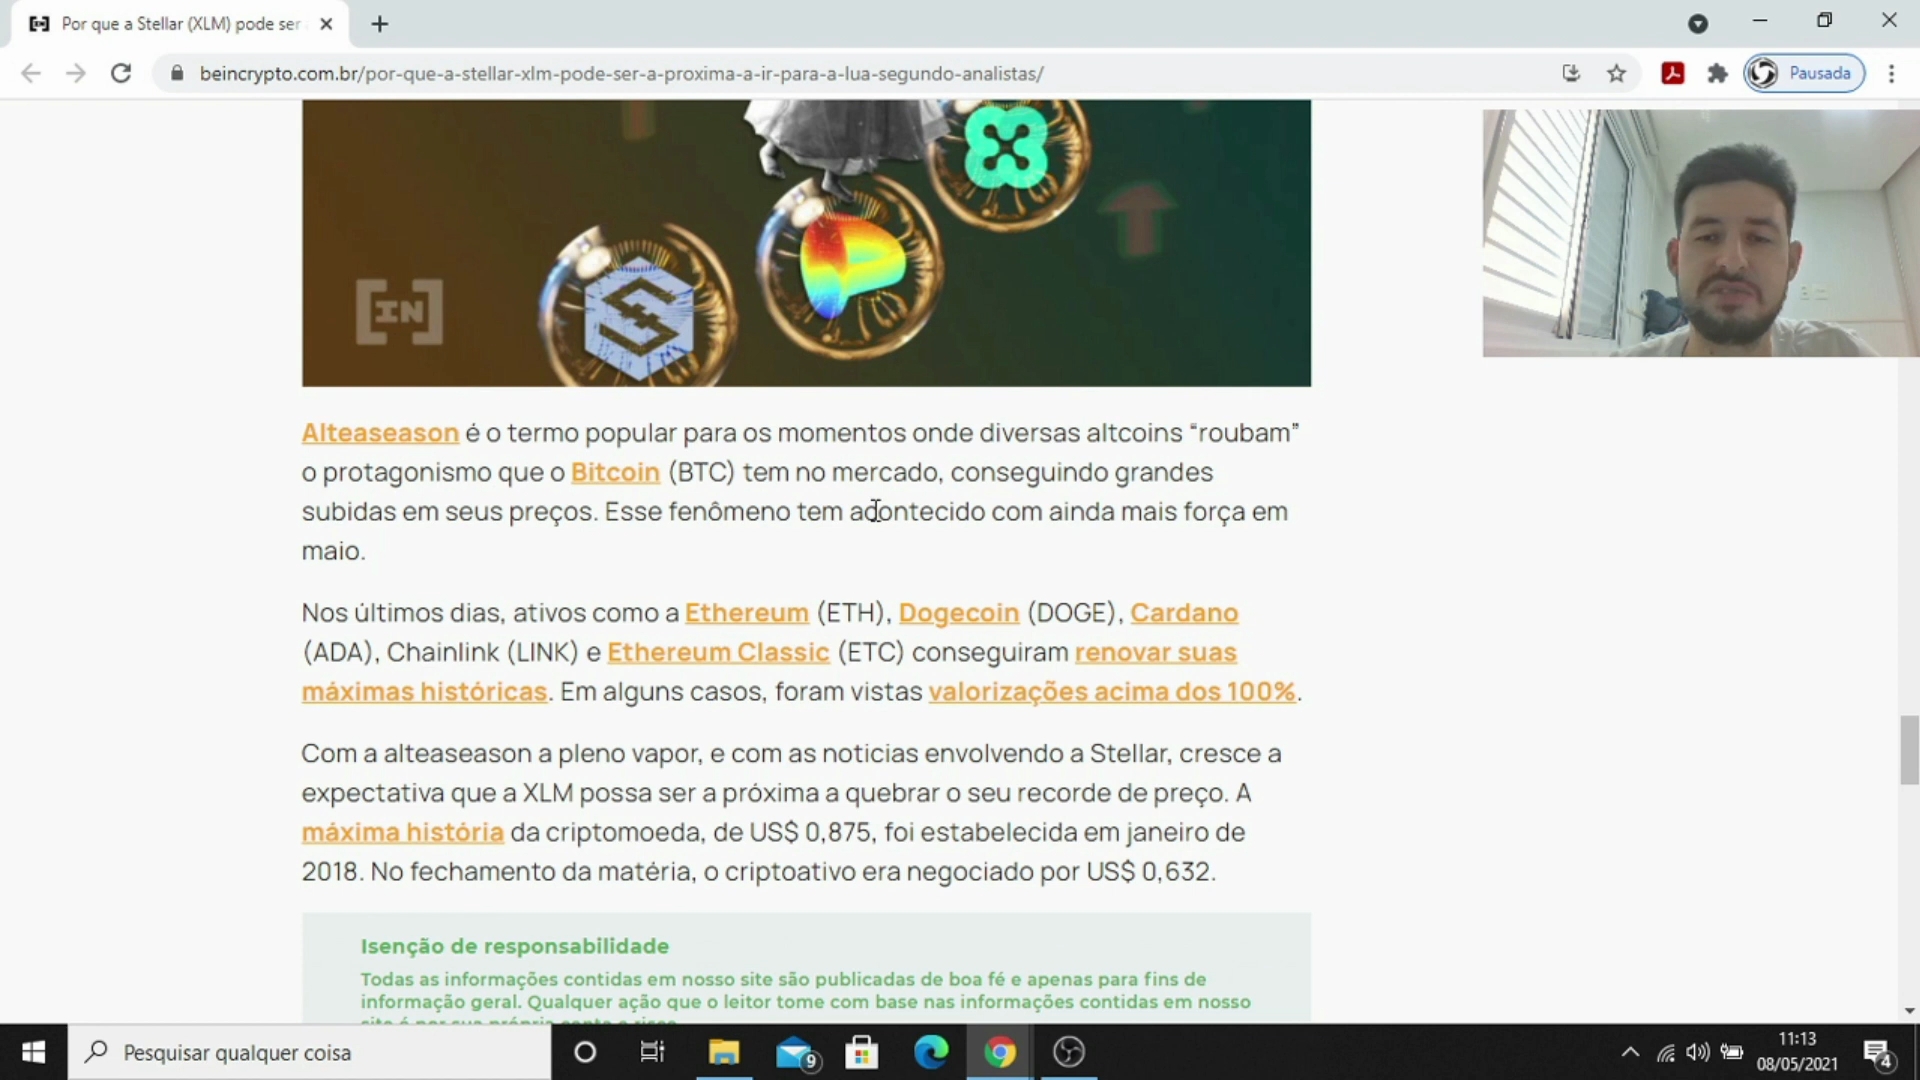 Por que a Stellar (XLM) pode ser
beincrypto.com.br/por-que-a-stellar-xlm-pode-ser-a-proxima-a-ir-para-a-lua-segundo-analistas/
Pausada
IN
Alteaseason é o termo popular para os momentos onde diversas altcoins “roubam”
o protagonismo que o Bitcoin (BTC) tem no mercado, conseguindo grandes
subidas em seus preços. Esse fenômeno tem acontecido com ainda mais força em
maio.
Nos últimos dias, ativos como a Ethereum (ETH), Dogecoin (DOGE), Cardano
(ADA), Chainlink (LINK) e Ethereum Classic (ETC) conseguiram renovar suas
máximas históricas. Em alguns casos, foram vistas valorizações acima dos 100%.
Com a alteaseason a pleno vapor, e com as noticias envolvendo a Stellar, cresce a
expectativa que a XLM possa ser a próxima a quebrar o seu recorde de preço. A
máxima história da criptomoeda, de US$ 0,875, foi estabelecida em janeiro de
2018. No fechamento da matéria, o criptoativo era negociado por US$ 0,632.
Isenção de responsabilidade
Todas as informações contidas em nosso site são publicadas de boa fé e apenas para fins de
informação geral. Qualquer ação que o leitor tome com base nas informações contidas em nosso
Pesquisar qualquer coisa
9
11:13
08/05/2021
4